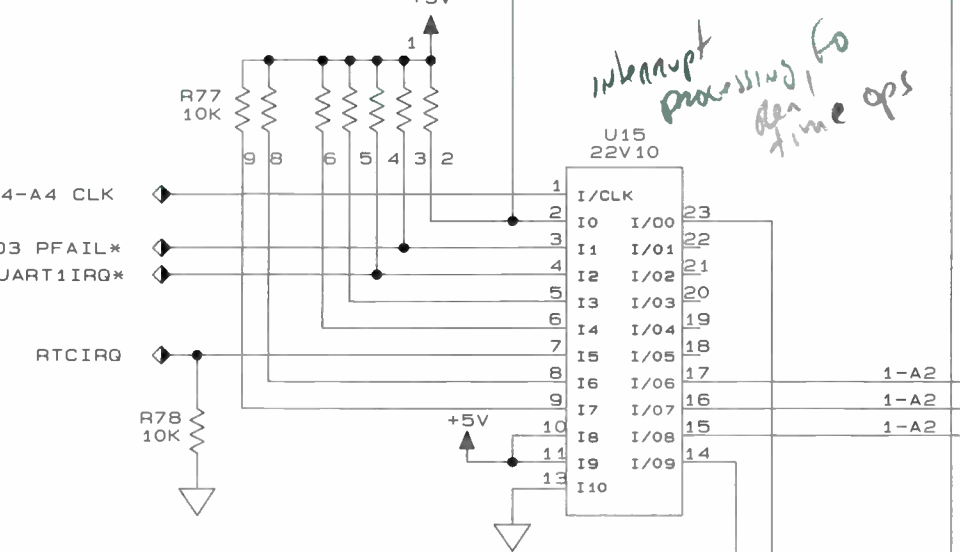 +5V
1
interrupt
processing, to
time ops
R77
10K
U15
22V10
9 8 6 5 4 3 2
4-A4 CLK
1 I/CLK
2 I0 I/O0 23
03 PFAIL*
3 I1 I/O1 22
UART1IRQ*
4 I2 I/O2 21
5 I3 I/O3 20
6 I4 I/O4 19
RTCIRQ
7 I5 I/O5 18
8 I6 I/O6 17 1-A2
9 I7 I/O7 16 1-A2
R78
10K
+5V
10 I8 I/O8 15 1-A2
11 I9 I/O9 14
13 I10